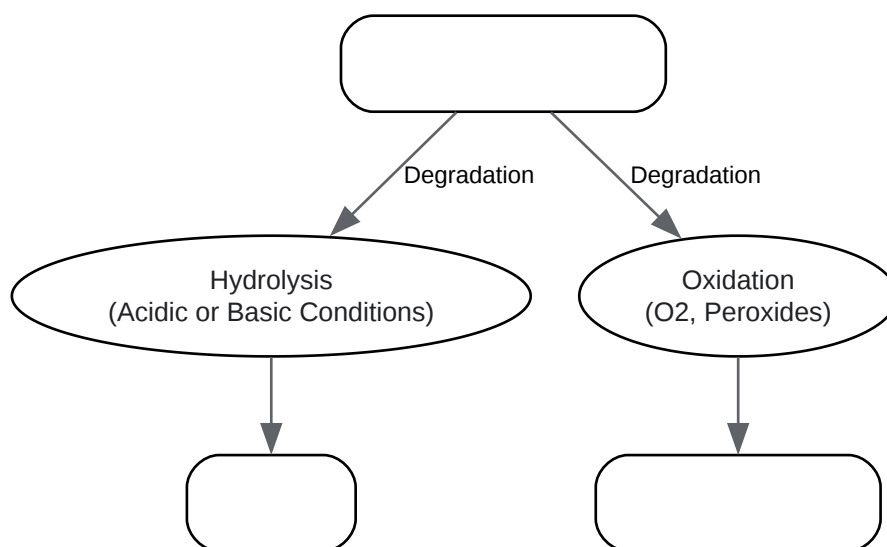 Degradation
Degradation
Hydrolysis
(Acidic or Basic Conditions)
Oxidation
(O2, Peroxides)